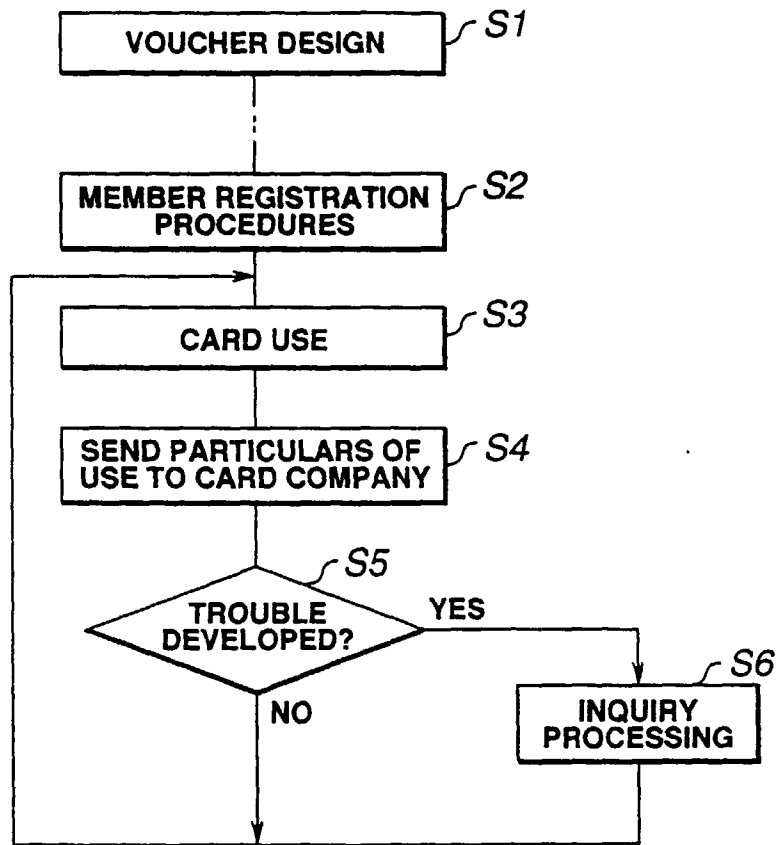 VOUCHER DESIGN
S1
MEMBER REGISTRATION
PROCEDURES
S2
CARD USE
S3
SEND PARTICULARS OF
USE TO CARD COMPANY
S4
S5
TROUBLE
DEVELOPED?
YES
NO
S6
INQUIRY
PROCESSING